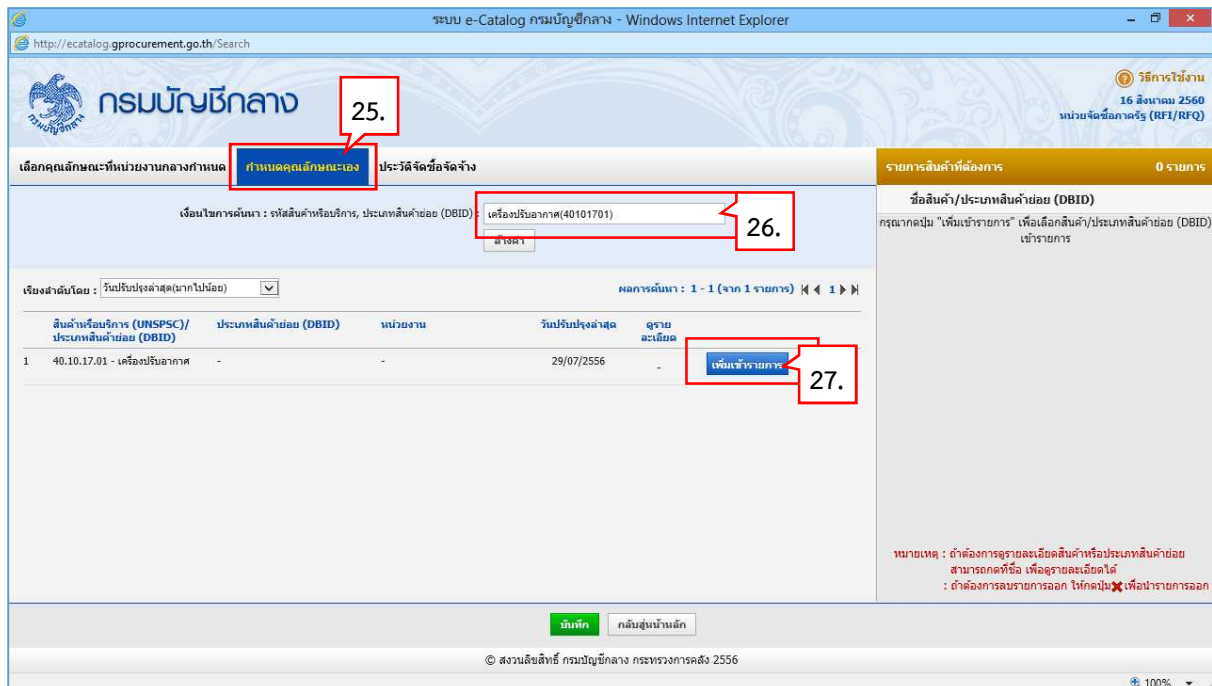 ระบบ e-Catalog กรมบัญชีกลาง - Windows Internet Explorer
http://ecatalog.gprocurement.go.th/Search
กรมบัญชีกลาง
กรมบัญชีกลาง
25.
วิธีการใช้งาน
16 สิงหาคม 2560
หน่วยจัดซื้อภาครัฐ (RFI/RFQ)
เลือกคุณลักษณะที่หน่วยงานกลางกำหนด กำหนดคุณลักษณะเอง ประวัติจัดซื้อจัดจ้าง
รายการสินค้าที่ต้องการ 0 รายการ
เงื่อนไขการค้นหา : รหัสสินค้าหรือบริการ, ประเภทสินค้าย่อย (DBID) : เครื่องปรับอากาศ(40101701)
26.
ล้างค่า
ชื่อสินค้า/ประเภทสินค้าย่อย (DBID)
กรุณากดปุ่ม "เพิ่มเข้ารายการ" เพื่อเลือกสินค้า/ประเภทสินค้าย่อย (DBID)
เข้ารายการ
เรียงลำดับโดย : วันปรับปรุงล่าสุด(มากไปน้อย)
ผลการค้นหา : 1 - 1 (จาก 1 รายการ) 1
สินค้าหรือบริการ (UNSPSC)/ ประเภทสินค้าย่อย (DBID) หน่วยงาน วันปรับปรุงล่าสุด ดูราย
ประเภทสินค้าย่อย (DBID) ละเอียด
1 40.10.17.01 - เครื่องปรับอากาศ - - 29/07/2556 - เพิ่มเข้ารายการ
27.
หมายเหตุ : ถ้าต้องการดูรายละเอียดสินค้าหรือประเภทสินค้าย่อย
สามารถกดที่ชื่อ เพื่อดูรายละเอียดได้
: ถ้าต้องการลบรายการออก ให้กดปุ่ม เพื่อนำรายการออก
บันทึก กลับสู่หน้าหลัก
© สงวนลิขสิทธิ์ กรมบัญชีกลาง กระทรวงการคลัง 2556
100%